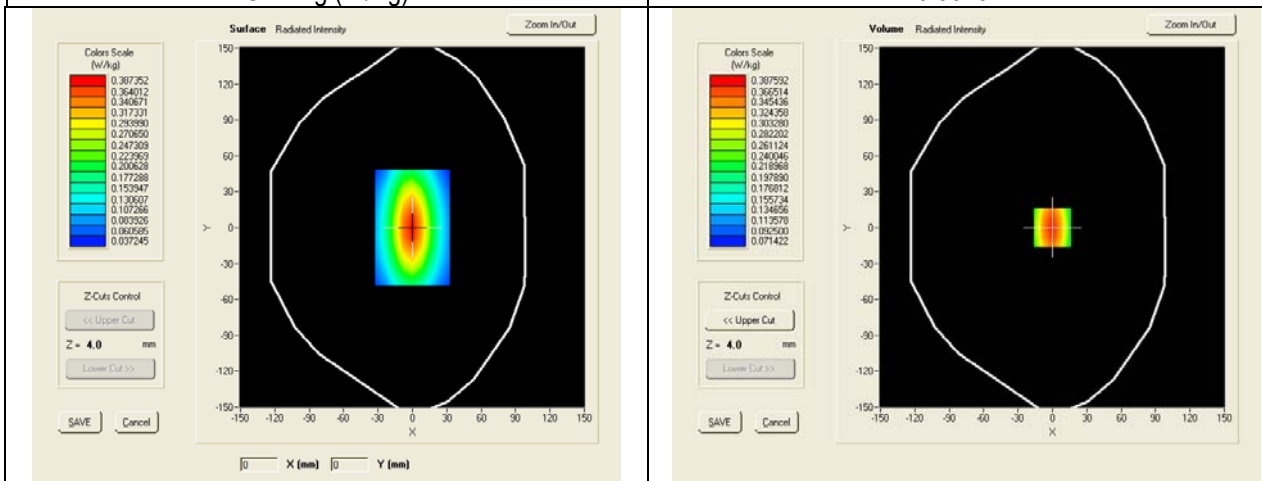 Surface Radiated Intensity
Zoom In/Out
Colors Scale
(W/kg)
0.387352
0.364012
0.340671
0.317331
0.293990
0.270650
0.247309
0.223969
0.200628
0.177288
0.153947
0.130607
0.107266
0.083926
0.060585
0.037245
Z-Cuts Control
<< Upper Cut
Z = 4.0 mm
Lower Cut >>
SAVE Cancel
150
120
90
60
30
0
-30
-60
-90
-120
-150
Y
-150 -120 -90 -60 -30 0 30 60 90 120 150
X
0 X (mm) 0 Y (mm)
Volume Radiated Intensity
Zoom In/Out
Colors Scale
(W/kg)
0.387592
0.366514
0.345436
0.324358
0.303280
0.282202
0.261124
0.240046
0.218968
0.197890
0.176812
0.155734
0.134656
0.113578
0.092500
0.071422
Z-Cuts Control
<< Upper Cut
Z = 4.0 mm
Lower Cut >>
SAVE Cancel
150
120
90
60
30
0
-30
-60
-90
-120
-150
Y
-150 -120 -90 -60 -30 0 30 60 90 120 150
X